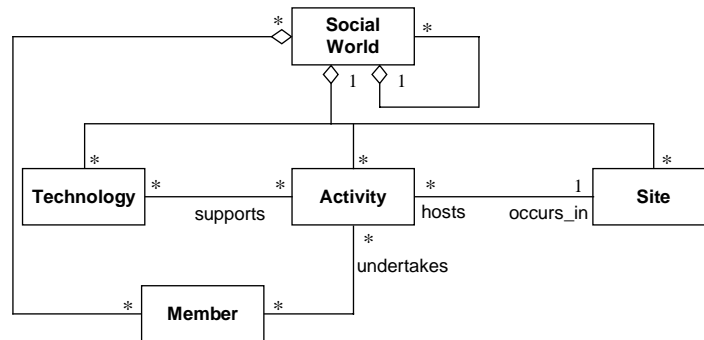 *
Social
World
*
1
1
*
*
*
Technology
*
*
Activity
*
1
Site
supports
hosts
occurs_in
*
undertakes
*
Member
*